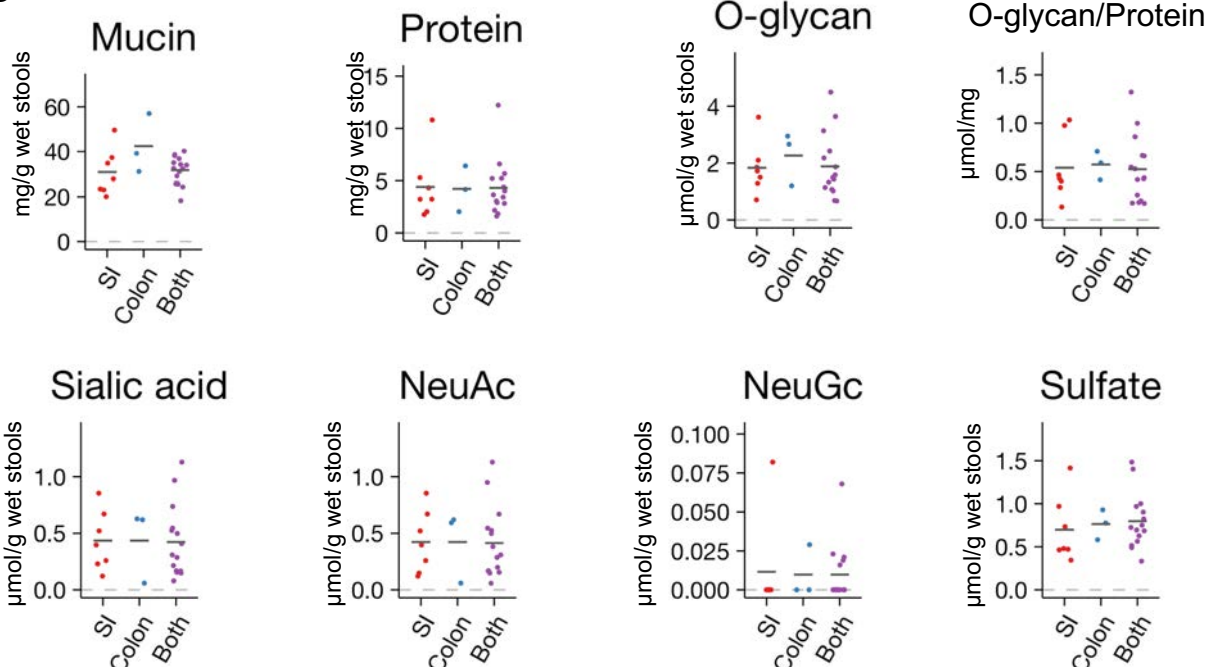 Mucin
mg/g wet stools
60
40
20
0
SI
Colon
Both
Protein
mg/g wet stools
15
10
5
0
SI
Colon
Both
O-glycan
µmol/g wet stools
4
2
0
SI
Colon
Both
O-glycan/Protein
µmol/mg
1.5
1.0
0.5
0.0
SI
Colon
Both
Sialic acid
µmol/g wet stools
1.0
0.5
0.0
SI
Colon
Both
NeuAc
µmol/g wet stools
1.0
0.5
0.0
SI
Colon
Both
NeuGc
µmol/g wet stools
0.100
0.075
0.050
0.025
0.000
SI
Colon
Both
Sulfate
µmol/g wet stools
1.5
1.0
0.5
0.0
SI
Colon
Both